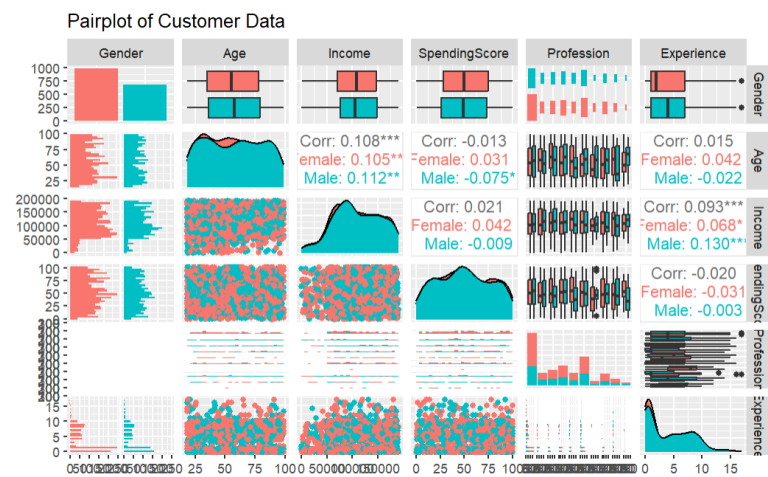 Pairplot of Customer Data
Gender Age Income SpendingScore Profession Experience
1000
750
500
250
0
Gender
100
75
50
25
Corr: 0.108***
emale: 0.105**
Male: 0.112**
Corr: -0.013
Female: 0.031
Male: -0.075*
Corr: 0.015
Female: 0.042
Male: -0.022
Age
200000
150000
100000
50000
0
Corr: 0.021
Female: 0.042
Male: -0.009
Corr: 0.093***
Female: 0.068*
Male: 0.130***
Income
100
75
50
25
0
Corr: -0.020
Female: -0.031
Male: -0.003
endingSc
Profession
15
10
5
0
Experience
25 50 75 100
0 50000 150000
0 25 50 75 100
0 5 10 15